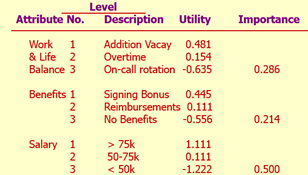 Level
Attribute No. Description Utility Importance
Work 1 Addition Vacay 0.481
& Life 2 Overtime 0.154
Balance 3 On-call rotation -0.635 0.286
Benefits 1 Signing Bonus 0.445
2 Reimbursements 0.111
3 No Benefits -0.556 0.214
Salary 1 > 75k 1.111
2 50-75k 0.111
3 < 50k -1.222 0.500